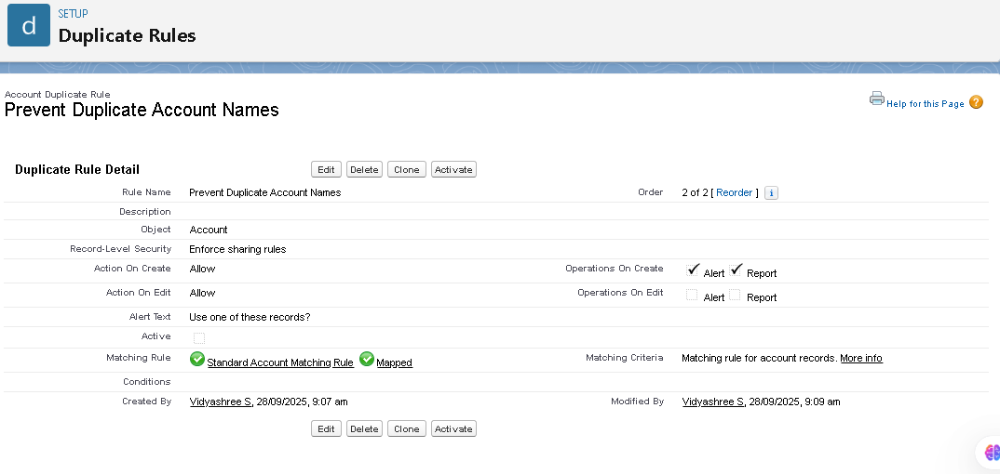 d
SETUP
Duplicate Rules
Account Duplicate Rule
Prevent Duplicate Account Names
Help for this Page ?
Duplicate Rule Detail Edit Delete Clone Activate
Rule Name Prevent Duplicate Account Names Order 2 of 2 [ Reorder ] i
Description
Object Account
Record-Level Security Enforce sharing rules
Action On Create Allow Operations On Create Alert Report
Action On Edit Allow Operations On Edit Alert Report
Alert Text Use one of these records?
Active
Matching Rule Standard Account Matching Rule Mapped Matching Criteria Matching rule for account records. More info
Conditions
Created By Vidyashree S, 28/09/2025, 9:07 am Modified By Vidyashree S, 28/09/2025, 9:09 am
Edit Delete Clone Activate